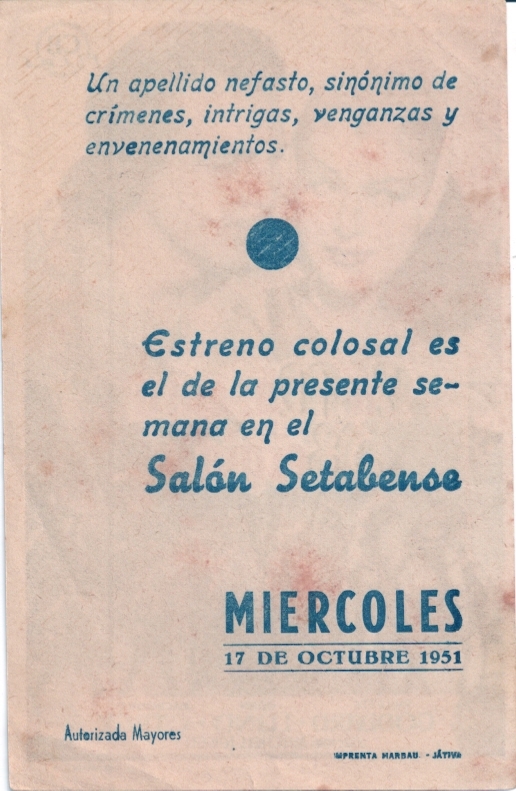 Un apellido nefasto, sinónimo de
crímenes, intrigas, venganzas y
envenenamientos.
Estreno colosal es
el de la presente se-
mana en el
Salón Setabense
MIERCOLES
17 DE OCTUBRE 1951
Autorizada Mayores
IMPRENTA MARBAU. - JÁTIVA